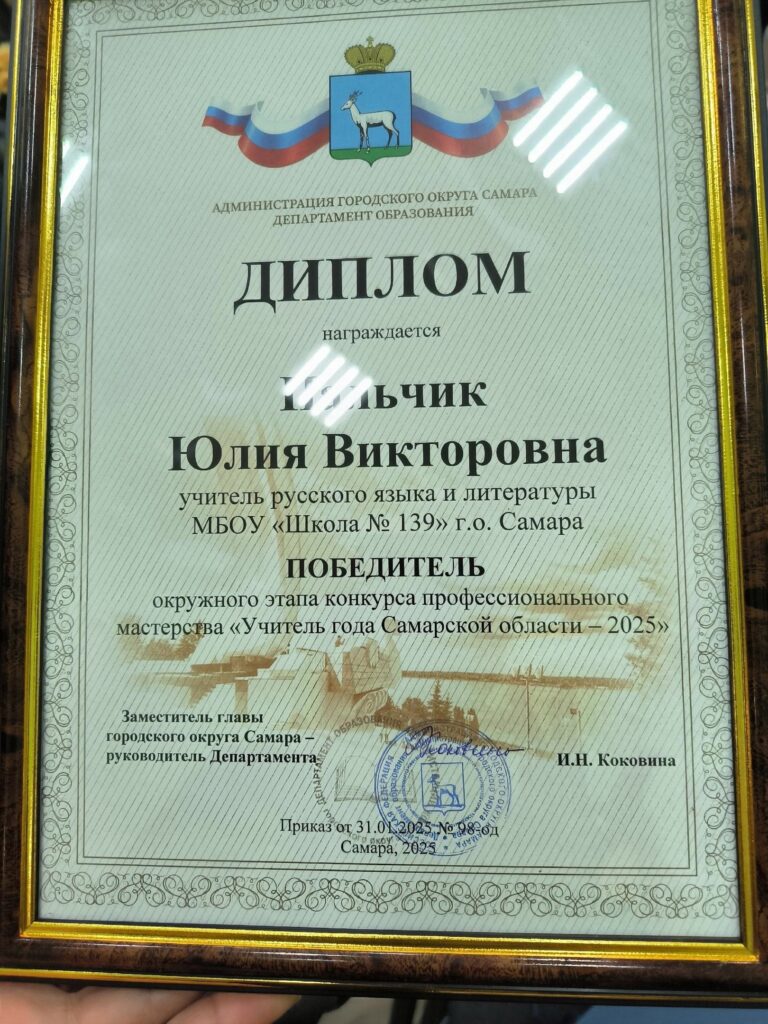 АДМИНИСТРАЦИЯ ГОРОДСКОГО ОКРУГА САМАРА
ДЕПАРТАМЕНТ ОБРАЗОВАНИЯ
ДИПЛОМ
награждается
Юлия Викторовна
учитель русского языка и литературы
МБОУ «Школа № 139» г.о. Самара
ПОБЕДИТЕЛЬ
окружного этапа конкурса профессионального
мастерства «Учитель года Самарской области – 2025»
Заместитель главы
городского округа Самара –
руководитель Департамента
И.Н. Коковина
Приказ от 31.01.2025 № 98-од
Самара, 2025